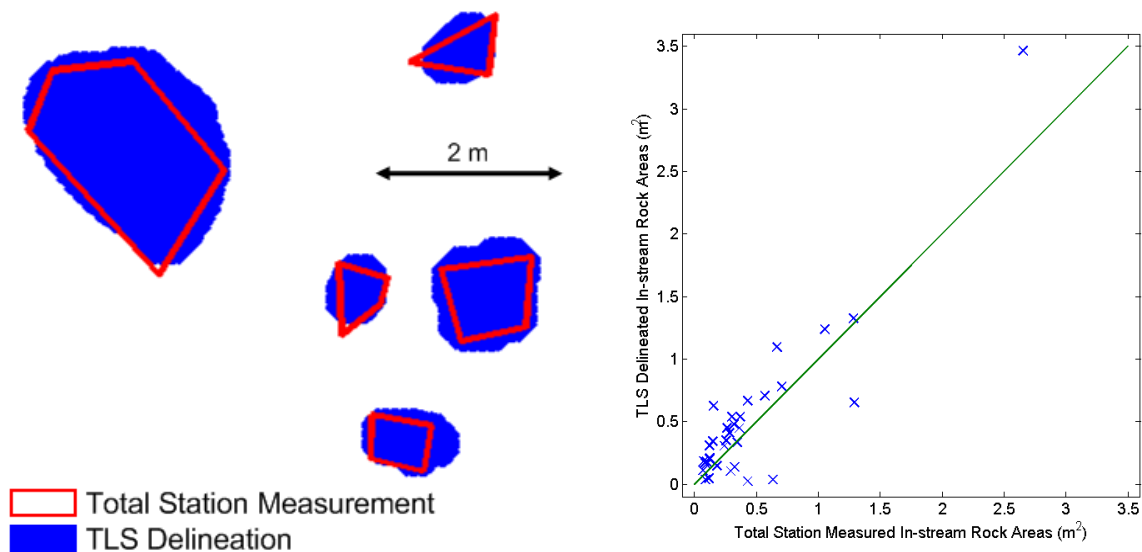 2 m
Total Station Measurement
TLS Delineation
TLS Delineated In-stream Rock Areas (m²)
3.5
3
2.5
2
1.5
1
0.5
0
0 0.5 1 1.5 2 2.5 3 3.5
Total Station Measured In-stream Rock Areas (m²)